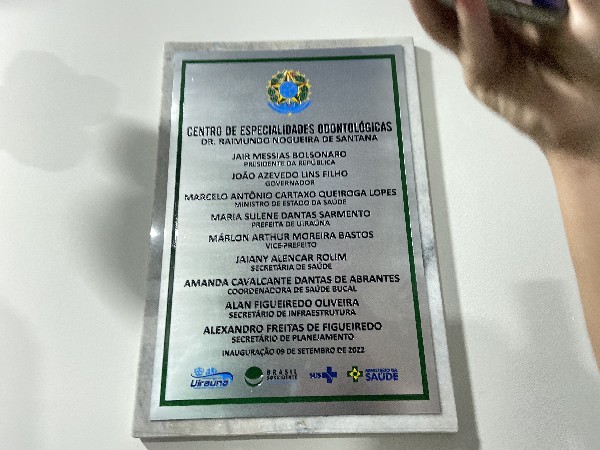 CENTRO DE ESPECIALIDADES ODONTOLÓGICAS
DR. RAIMUNDO NOGUEIRA DE SANTANA
JAIR MESSIAS BOLSONARO
PRESIDENTE DA REPÚBLICA
JOÃO AZEVEDO LINS FILHO
GOVERNADOR
MARCELO ANTÔNIO CARTAXO QUEIROGA LOPES
MINISTRO DE ESTADO DA SAÚDE
MARIA SULENE DANTAS SARMENTO
PREFEITA DE UIRAÚNA
MÁRLON ARTHUR MOREIRA BASTOS
VICE-PREFEITO
JAIANY ALENCAR ROLIM
SECRETÁRIA DE SAÚDE
AMANDA CAVALCANTE DANTAS DE ABRANTES
COORDENADORA DE SAÚDE BUCAL
ALAN FIGUEIREDO OLIVEIRA
SECRETÁRIO DE INFRAESTRUTURA
ALEXANDRO FREITAS DE FIGUEIREDO
SECRETÁRIO DE PLANEJAMENTO
INAUGURAÇÃO 09 DE SETEMBRO DE 2022
Uiraúna
BRASIL SORRIDENTE
SUS
MINISTÉRIO DA SAÚDE